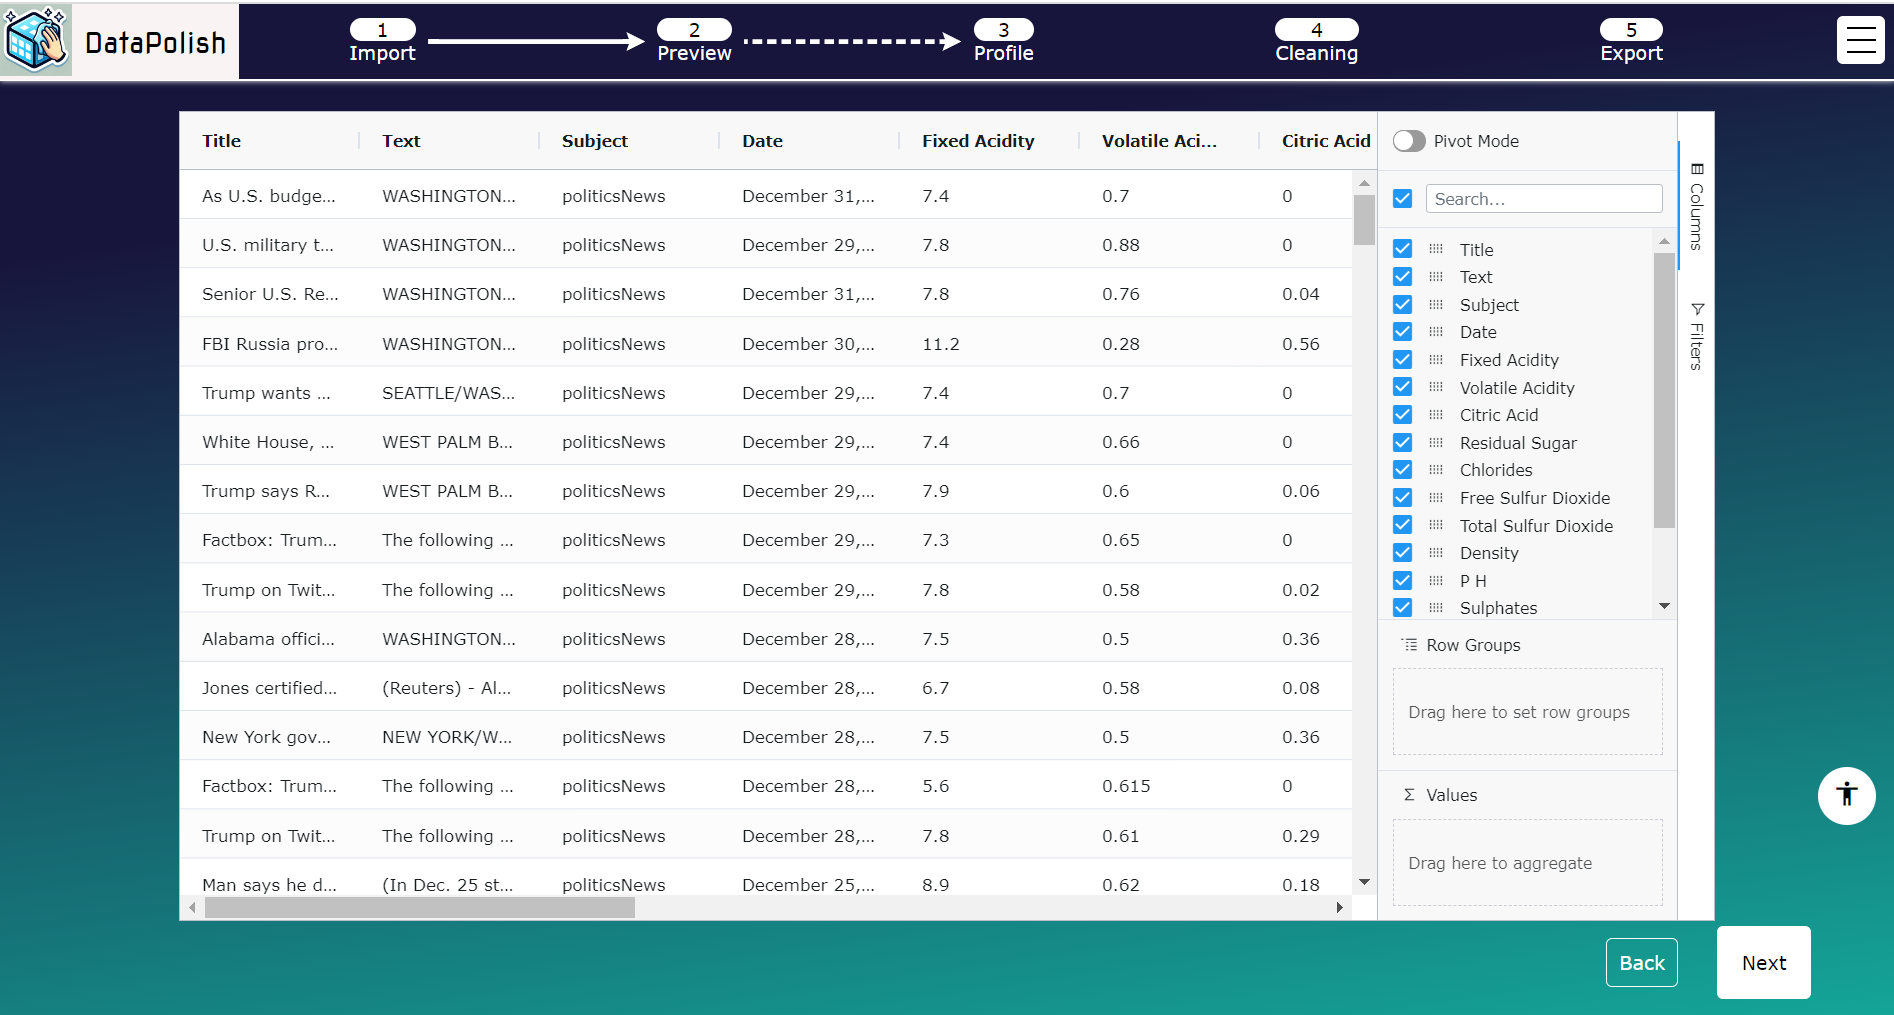 DataPolish
1
Import
2
Preview
3
Profile
4
Cleaning
5
Export
Title Text Subject Date Fixed Acidity Volatile Aci... Citric Acid
As U.S. budge... WASHINGTON... politicsNews December 31,... 7.4 0.7 0
U.S. military t... WASHINGTON... politicsNews December 29,... 7.8 0.88 0
Senior U.S. Re... WASHINGTON... politicsNews December 31,... 7.8 0.76 0.04
FBI Russia pro... WASHINGTON... politicsNews December 30,... 11.2 0.28 0.56
Trump wants ... SEATTLE/WAS... politicsNews December 29,... 7.4 0.7 0
White House, ... WEST PALM B... politicsNews December 29,... 7.4 0.66 0
Trump says R... WEST PALM B... politicsNews December 29,... 7.9 0.6 0.06
Factbox: Trum... The following ... politicsNews December 29,... 7.3 0.65 0
Trump on Twit... The following ... politicsNews December 29,... 7.8 0.58 0.02
Alabama offici... WASHINGTON... politicsNews December 28,... 7.5 0.5 0.36
Jones certified... (Reuters) - Al... politicsNews December 28,... 6.7 0.58 0.08
New York gov... NEW YORK/W... politicsNews December 28,... 7.5 0.5 0.36
Factbox: Trum... The following ... politicsNews December 28,... 5.6 0.615 0
Trump on Twit... The following ... politicsNews December 28,... 7.8 0.61 0.29
Man says he d... (In Dec. 25 st... politicsNews December 25,... 8.9 0.62 0.18
Pivot Mode
Search...
Title
Text
Subject
Date
Fixed Acidity
Volatile Acidity
Citric Acid
Residual Sugar
Chlorides
Free Sulfur Dioxide
Total Sulfur Dioxide
Density
P H
Sulphates
Row Groups
Drag here to set row groups
Values
Drag here to aggregate
Columns
Filters
Back
Next